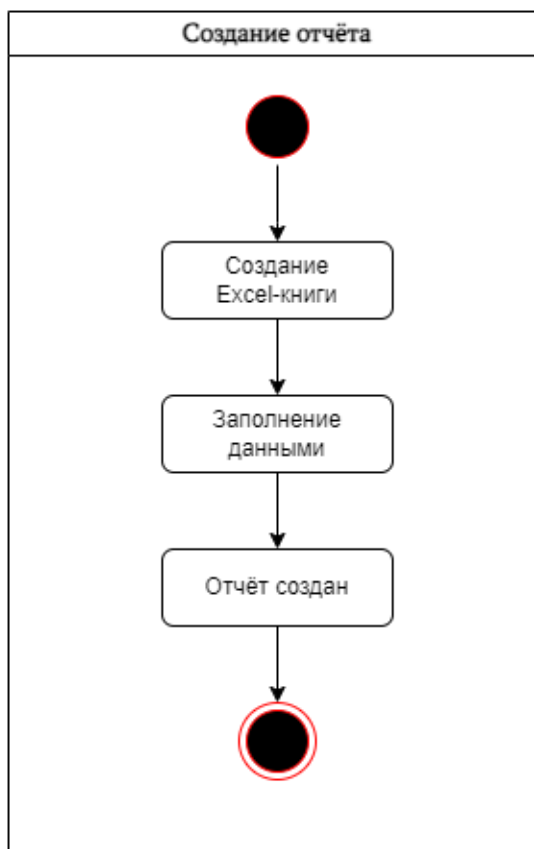 Создание отчёта
Создание
Excel-книги
Заполнение
данными
Отчёт создан